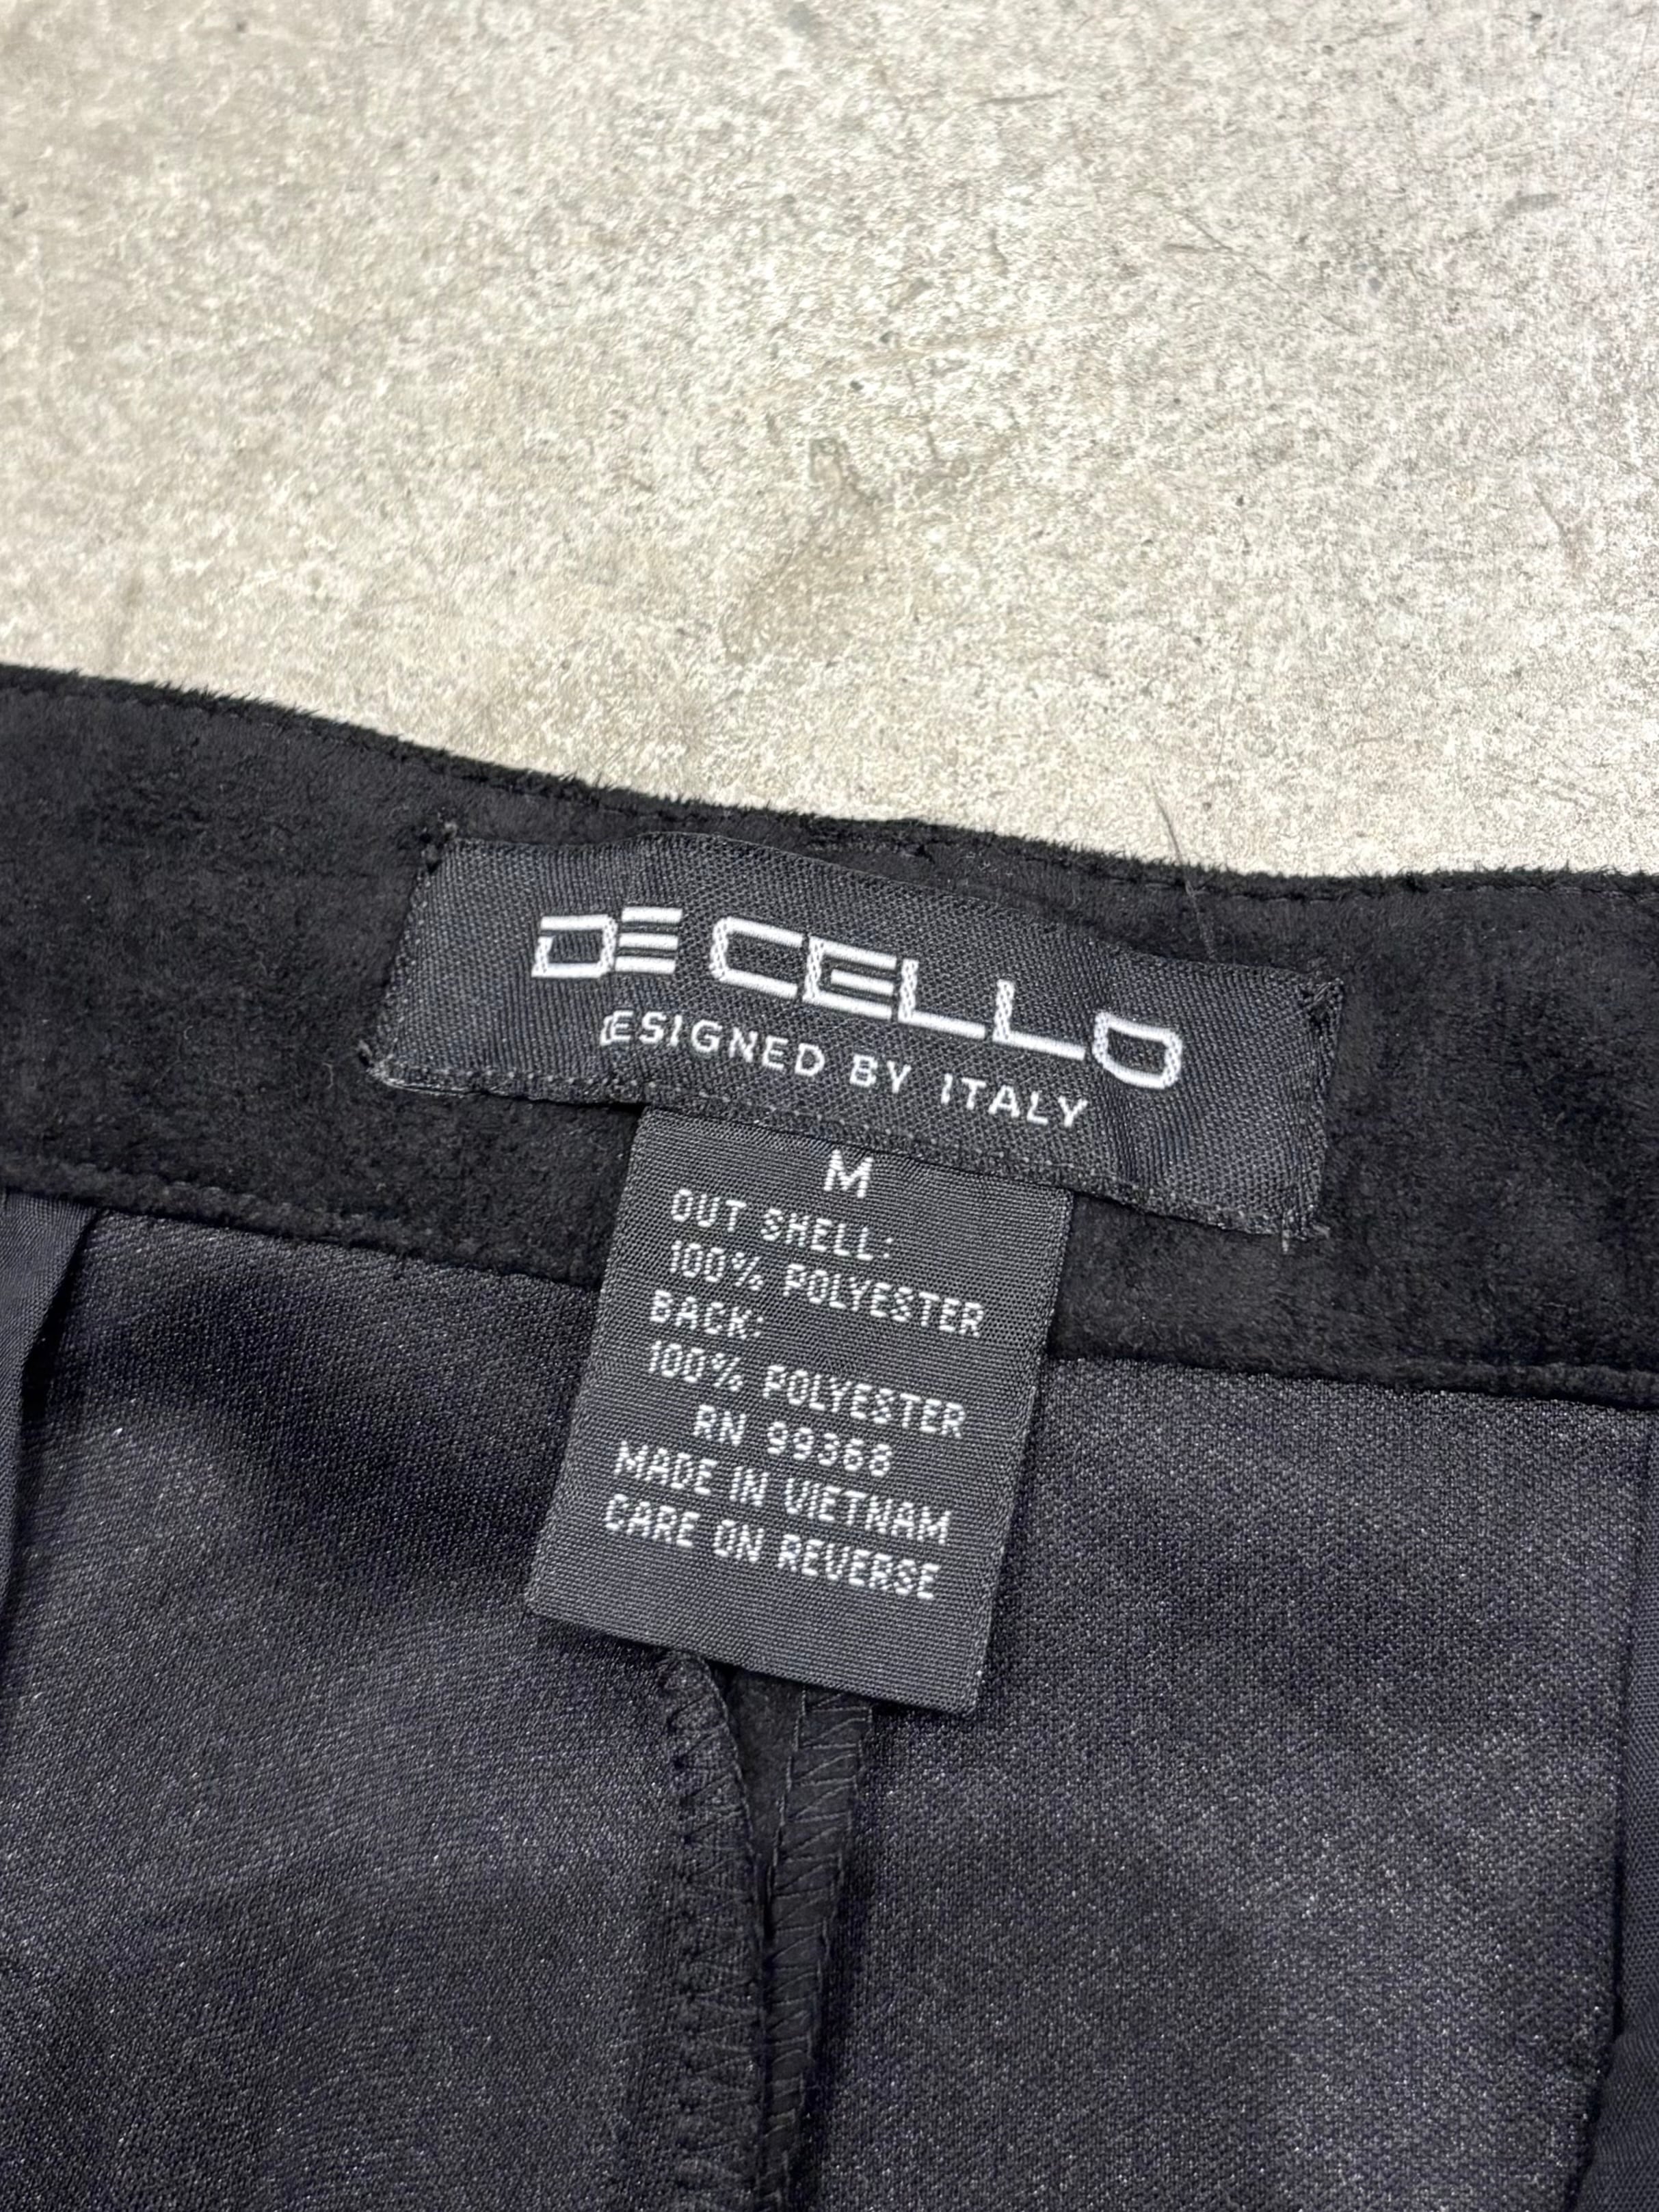 DE CELLO
DESIGNED BY ITALY
M
OUT SHELL:
100% POLYESTER
BACK:
100% POLYESTER
RN 99368
MADE IN VIETNAM
CARE ON REVERSE